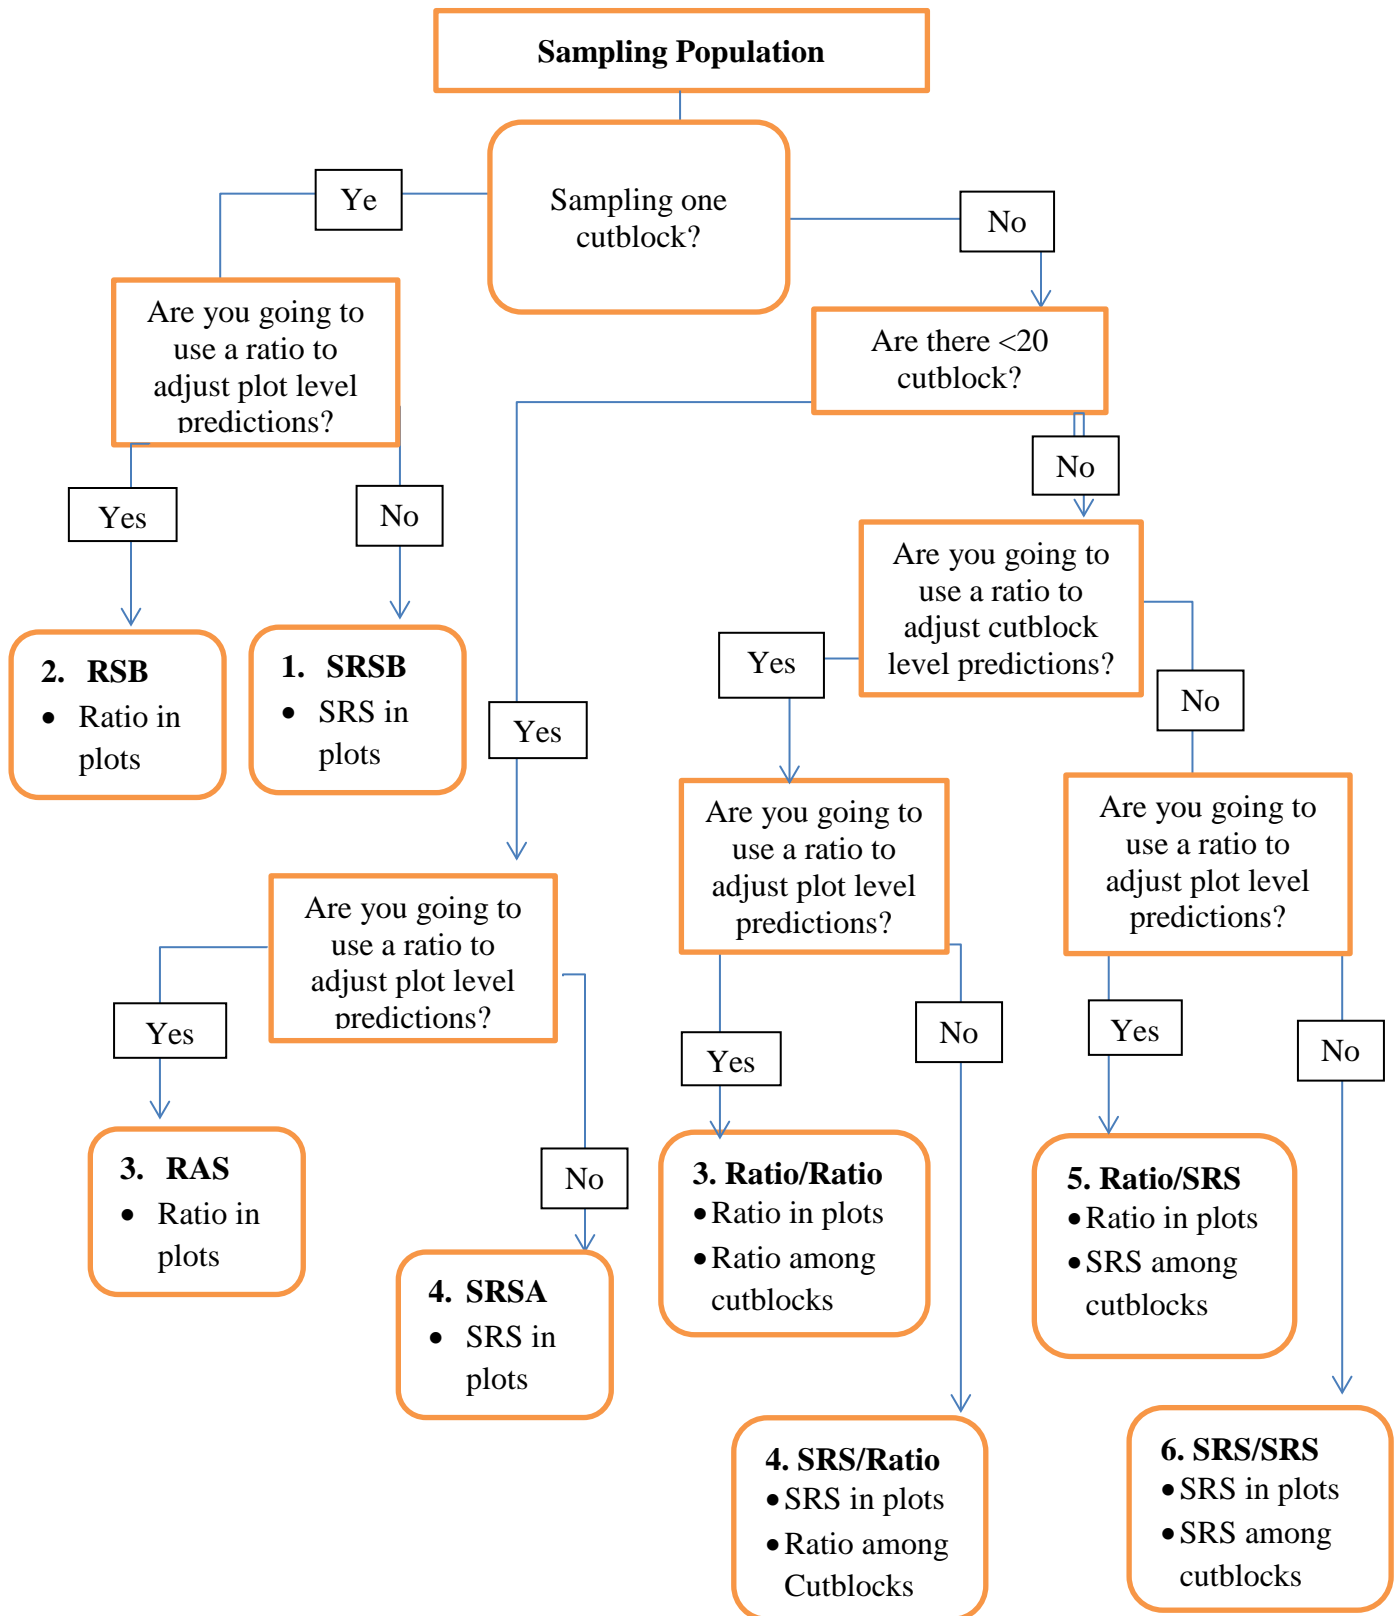 Sampling Population
Sampling one
cutblock?
Ye
No
Are you going to
use a ratio to
adjust plot level
predictions?
Are there <20
cutblock?
Yes
No
No
Are you going to
use a ratio to
adjust cutblock
level predictions?
2. RSB
• Ratio in
plots
1. SRSB
• SRS in
plots
Yes
Yes
No
Are you going to
use a ratio to
adjust plot level
predictions?
Are you going to
use a ratio to
adjust plot level
predictions?
Are you going to
use a ratio to
adjust plot level
predictions?
Yes
No
Yes
No
Yes
No
3. RAS
• Ratio in
plots
4. SRSA
• SRS in
plots
3. Ratio/Ratio
• Ratio in plots
• Ratio among
cutblocks
5. Ratio/SRS
• Ratio in plots
• SRS among
cutblocks
4. SRS/Ratio
• SRS in plots
• Ratio among
Cutblocks
6. SRS/SRS
• SRS in plots
• SRS among
cutblocks